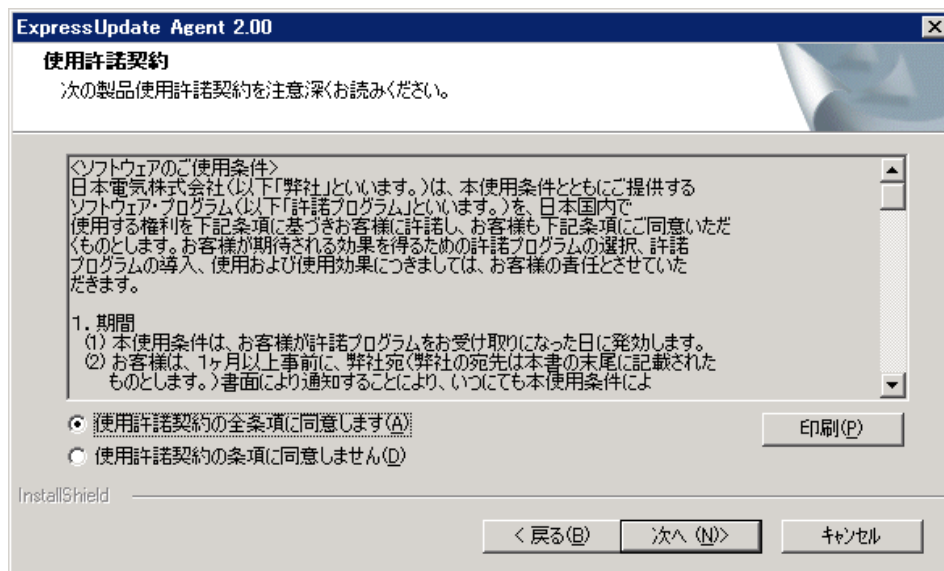 ExpressUpdate Agent 2.00
使用許諾契約
次の製品使用許諾契約を注意深くお読みください。
<ソフトウェアのご使用条件>
日本電気株式会社(以下「弊社」といいます。)は、本使用条件とともにご提供する
ソフトウェア・プログラム(以下「許諾プログラム」といいます。)を、日本国内で
使用する権利を下記条項に基づきお客様に許諾し、お客様も下記条項にご同意いただ
くものとします。お客様が期待される効果を得るための許諾プログラムの選択、許諾
プログラムの導入、使用および使用効果につきましては、お客様の責任とさせていた
だきます。
1. 期間
(1) 本使用条件は、お客様が許諾プログラムをお受け取りになった日に発効します。
(2) お客様は、1ヶ月以上事前に、弊社宛(弊社の宛先は本書の末尾に記載された
ものとします。)書面により通知することにより、いつにても本使用条件によ
使用許諾契約の全条項に同意します(A)
印刷(P)
使用許諾契約の条項に同意しません(D)
InstallShield
< 戻る(B)
次へ (N)>
キャンセル